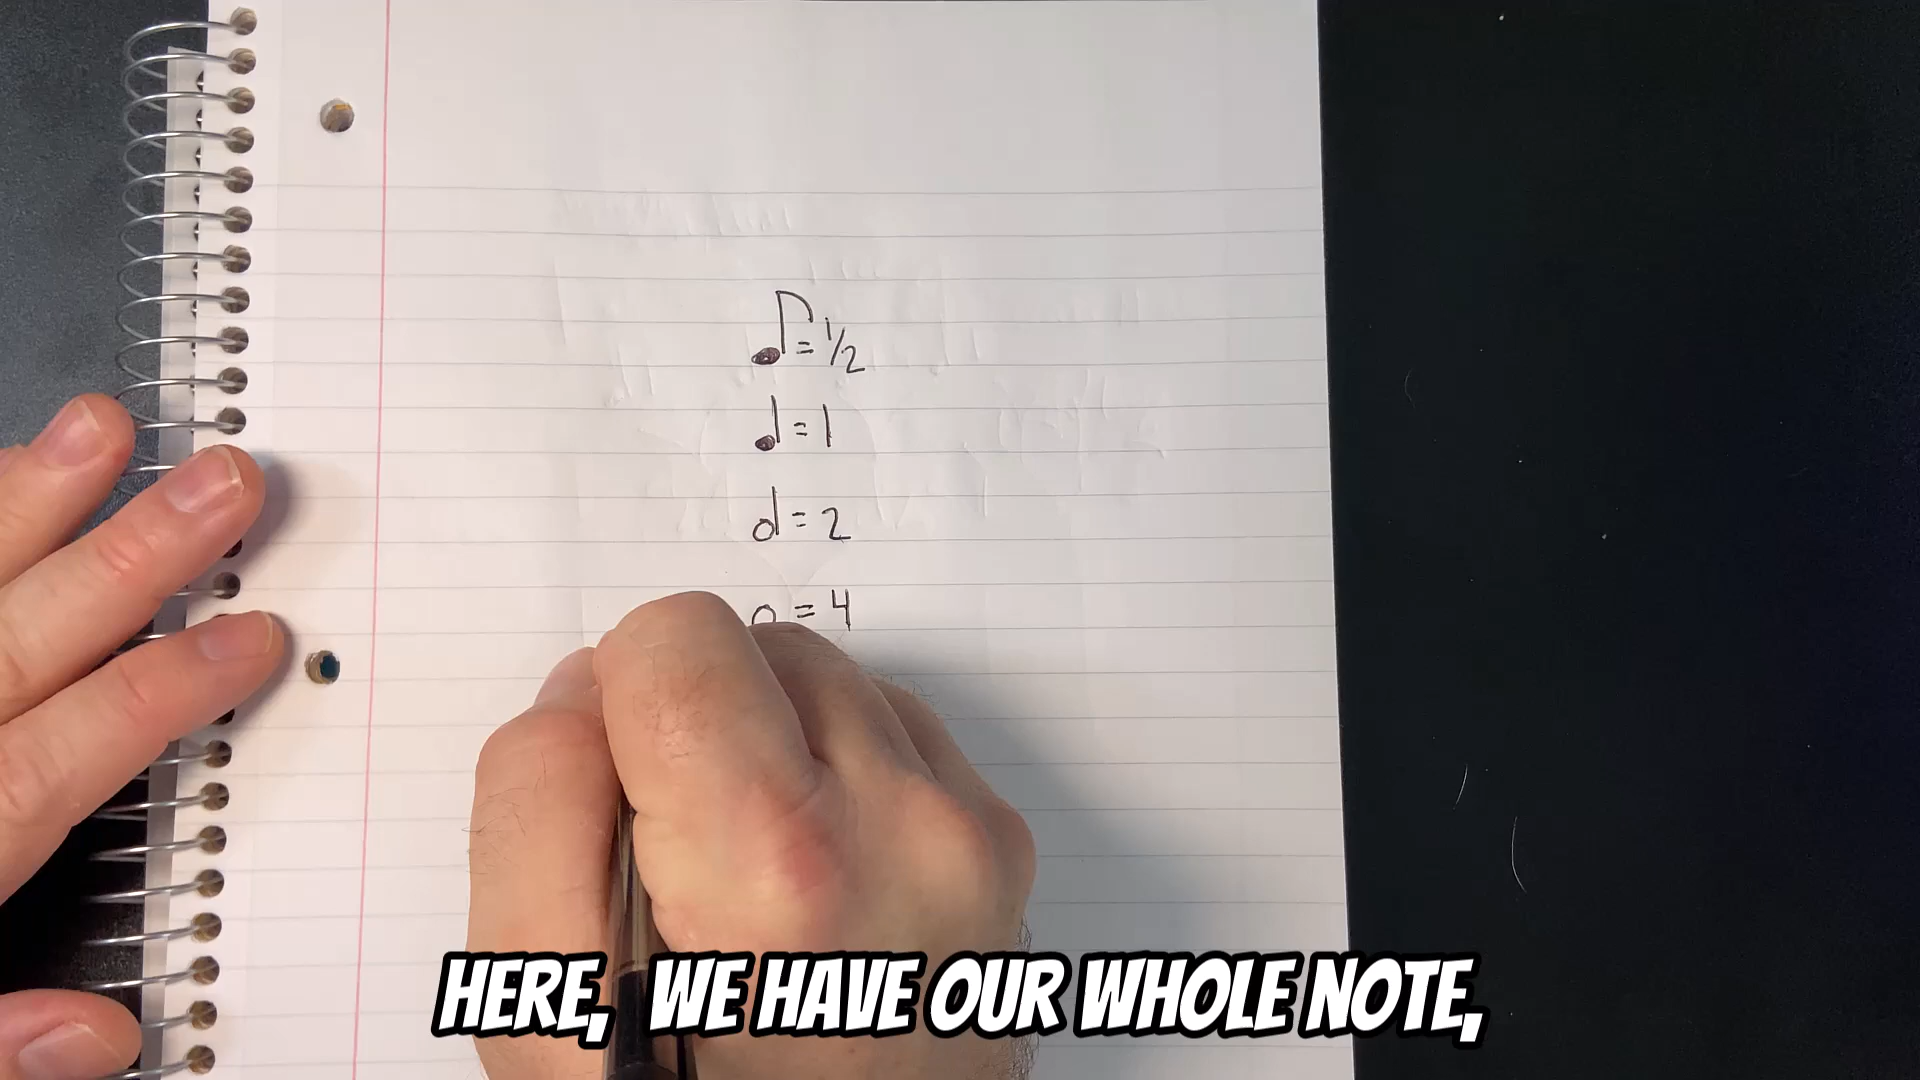 ♪=1/2
♩=1
𝅗𝅥=2
o=4
HERE, WE HAVE OUR WHOLE NOTE,